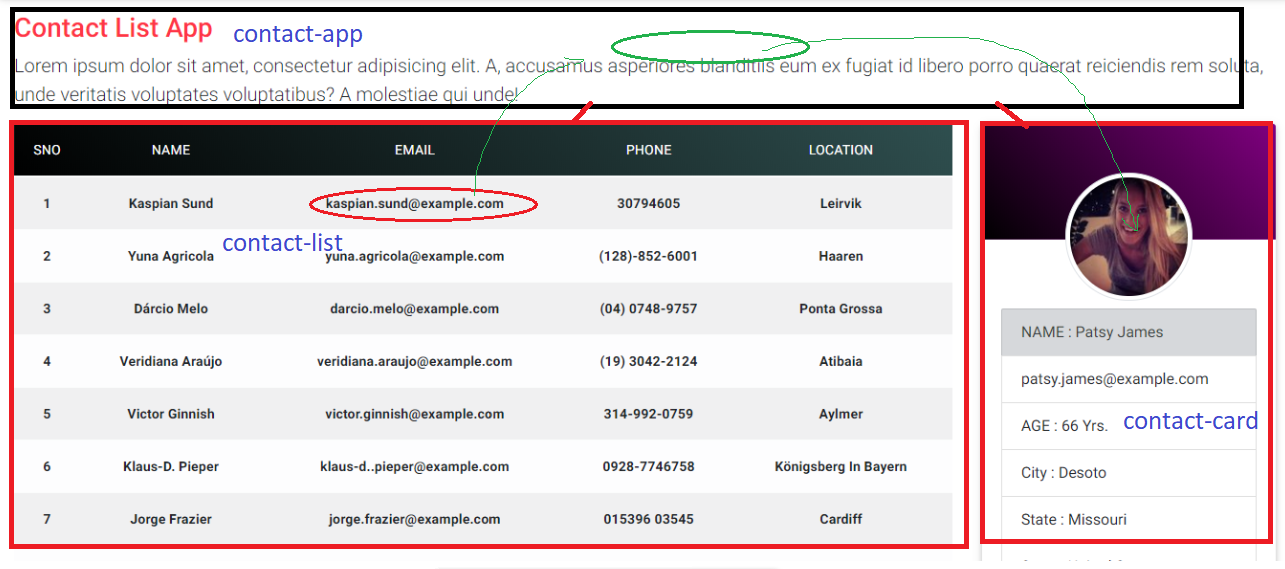 Contact List App contact-app
Lorem ipsum dolor sit amet, consectetur adipisicing elit. A, accusamus asperiores blanditiis eum ex fugiat id libero porro quaerat reiciendis rem soluta,
unde veritatis voluptates voluptatibus? A molestiae qui unde!
SNO NAME EMAIL PHONE LOCATION
1 Kaspian Sund kaspian.sund@example.com 30794605 Leirvik
contact-list
2 Yuna Agricola yuna.agricola@example.com (128)-852-6001 Haaren
3 Dárcio Melo darcio.melo@example.com (04) 0748-9757 Ponta Grossa
4 Veridiana Araújo veridiana.araujo@example.com (19) 3042-2124 Atibaia
5 Victor Ginnish victor.ginnish@example.com 314-992-0759 Aylmer
6 Klaus-D. Pieper klaus-d..pieper@example.com 0928-7746758 Königsberg In Bayern
7 Jorge Frazier jorge.frazier@example.com 015396 03545 Cardiff
NAME : Patsy James
patsy.james@example.com
AGE : 66 Yrs. contact-card
City : Desoto
State : Missouri